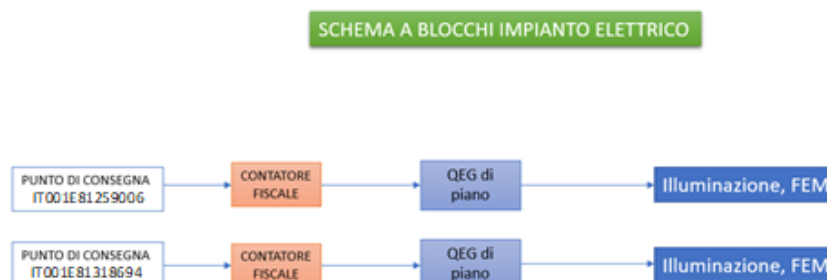 SCHEMA A BLOCCHI IMPIANTO ELETTRICO
PUNTO DI CONSEGNA
IT001E81259006
CONTATORE
FISCALE
QEG di
piano
Illuminazione, FEM
PUNTO DI CONSEGNA
IT001E81318694
CONTATORE
FISCALE
QEG di
piano
Illuminazione, FEM